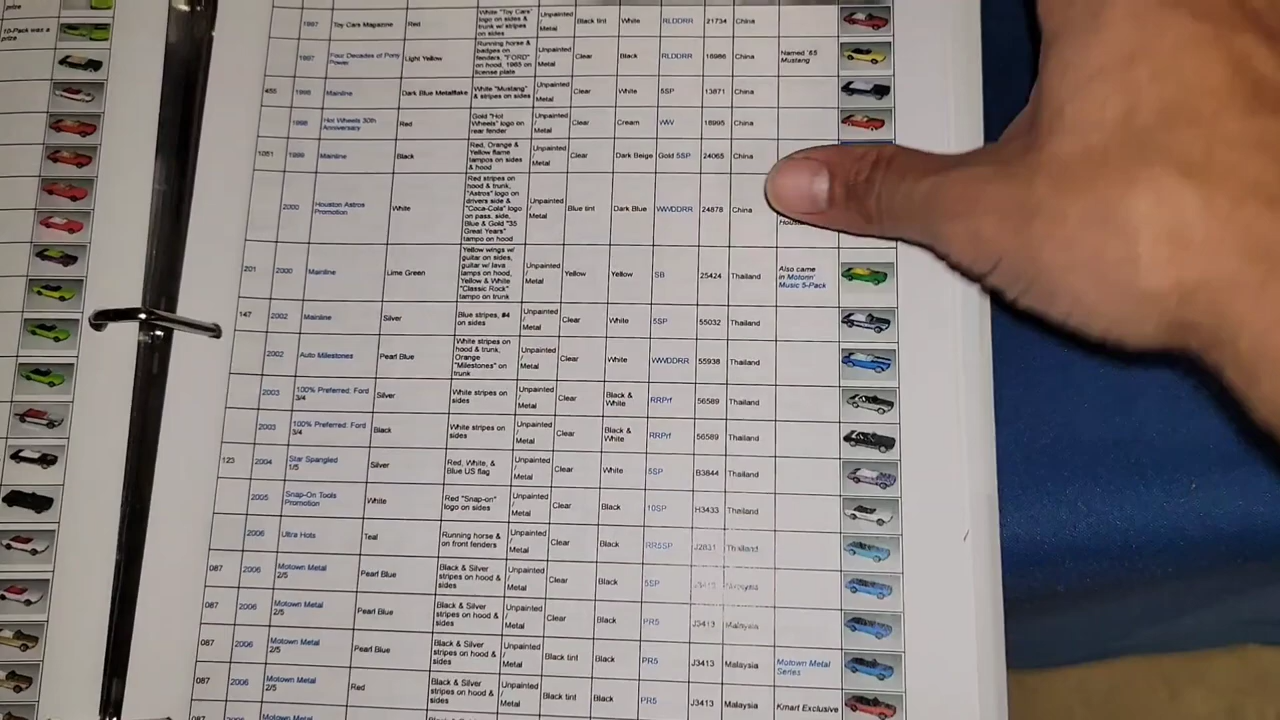 prize
10-Pack was a
prize
1997 Toy Cars Magazine Red White "Toy Cars" logo on sides & trunk w/ stripes on sides Unpainted / Metal Black tint White RLDDRR 21734 China
1997 Four Decades of Pony Power Light Yellow Running horse & badges on fenders, "FORD" on hood, 1965 on license plate Unpainted / Metal Clear Black RLDDRR 16986 China Named '65 Mustang
455 1998 Mainline Dark Blue Metalflake White "Mustang" & stripes on sides Unpainted / Metal Clear White 5SP 13871 China
1998 Hot Wheels 30th Anniversary Red Gold "Hot Wheels" logo on rear fender Unpainted / Metal Clear Cream WW 18995 China
1051 1999 Mainline Black Red, Orange & Yellow flame tampos on sides & hood Unpainted / Metal Clear Dark Beige Gold 5SP 24065 China
2000 Houston Astros Promotion White Red stripes on hood & trunk, "Astros" logo on drivers side & "Coca-Cola" logo on pass. side, Blue & Gold "35 Great Years" tampo on hood Unpainted / Metal Blue tint Dark Blue WWDDRR 24878 China
201 2000 Mainline Lime Green Yellow wings w/ guitar on sides, guitar w/ lava lamps on hood, Yellow & White "Classic Rock" tampo on trunk Unpainted / Metal Yellow Yellow SB 25424 Thailand Also came in Motorin' Music 5-Pack
147 2002 Mainline Silver Blue stripes, #4 on sides Unpainted / Metal Clear White 5SP 55032 Thailand
2002 Auto Milestones Pearl Blue White stripes on hood & trunk, Orange "Milestones" on trunk Unpainted / Metal Clear White WWDDRR 55938 Thailand
2003 100% Preferred: Ford 3/4 Silver White stripes on sides Unpainted / Metal Clear Black & White RRPrf 56589 Thailand
2003 100% Preferred: Ford 3/4 Black White stripes on sides Unpainted / Metal Clear Black & White RRPrf 56589 Thailand
123 2004 Star Spangled 1/5 Silver Red, White, & Blue US flag Unpainted / Metal Clear White 5SP B3844 Thailand
2005 Snap-On Tools Promotion White Red "Snap-on" logo on sides Unpainted / Metal Clear Black 10SP H3433 Thailand
2006 Ultra Hots Teal Running horse & on front fenders Unpainted / Metal Clear Black RR5SP J2831 Thailand
087 2006 Motown Metal 2/5 Pearl Blue Black & Silver stripes on hood & sides Unpainted / Metal Clear Black 5SP J3413 Malaysia
087 2006 Motown Metal 2/5 Pearl Blue Black & Silver stripes on hood & sides Unpainted / Metal Clear Black PR5 J3413 Malaysia
087 2006 Motown Metal 2/5 Pearl Blue Black & Silver stripes on hood & sides Unpainted / Metal Black tint Black PR5 J3413 Malaysia Motown Metal Series
087 2006 Motown Metal 2/5 Red Black & Silver stripes on hood & sides Unpainted / Metal Black tint Black PR5 J3413 Malaysia Kmart Exclusive
Motown Metal Black & Silver Unpainted